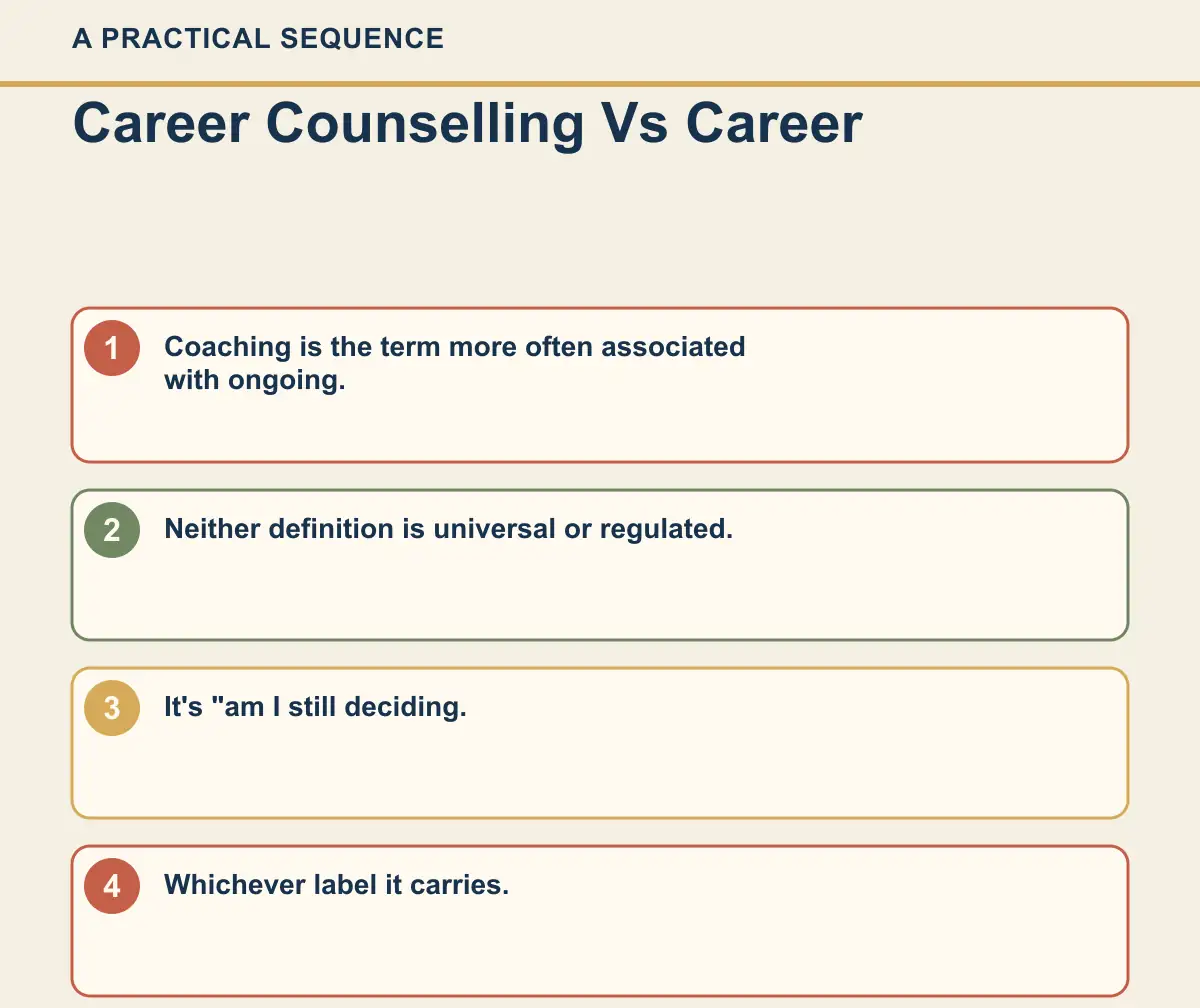 A PRACTICAL SEQUENCE
Career Counselling Vs Career
1
Coaching is the term more often associated
with ongoing.
2
Neither definition is universal or regulated.
3
It's "am I still deciding.
4
Whichever label it carries.